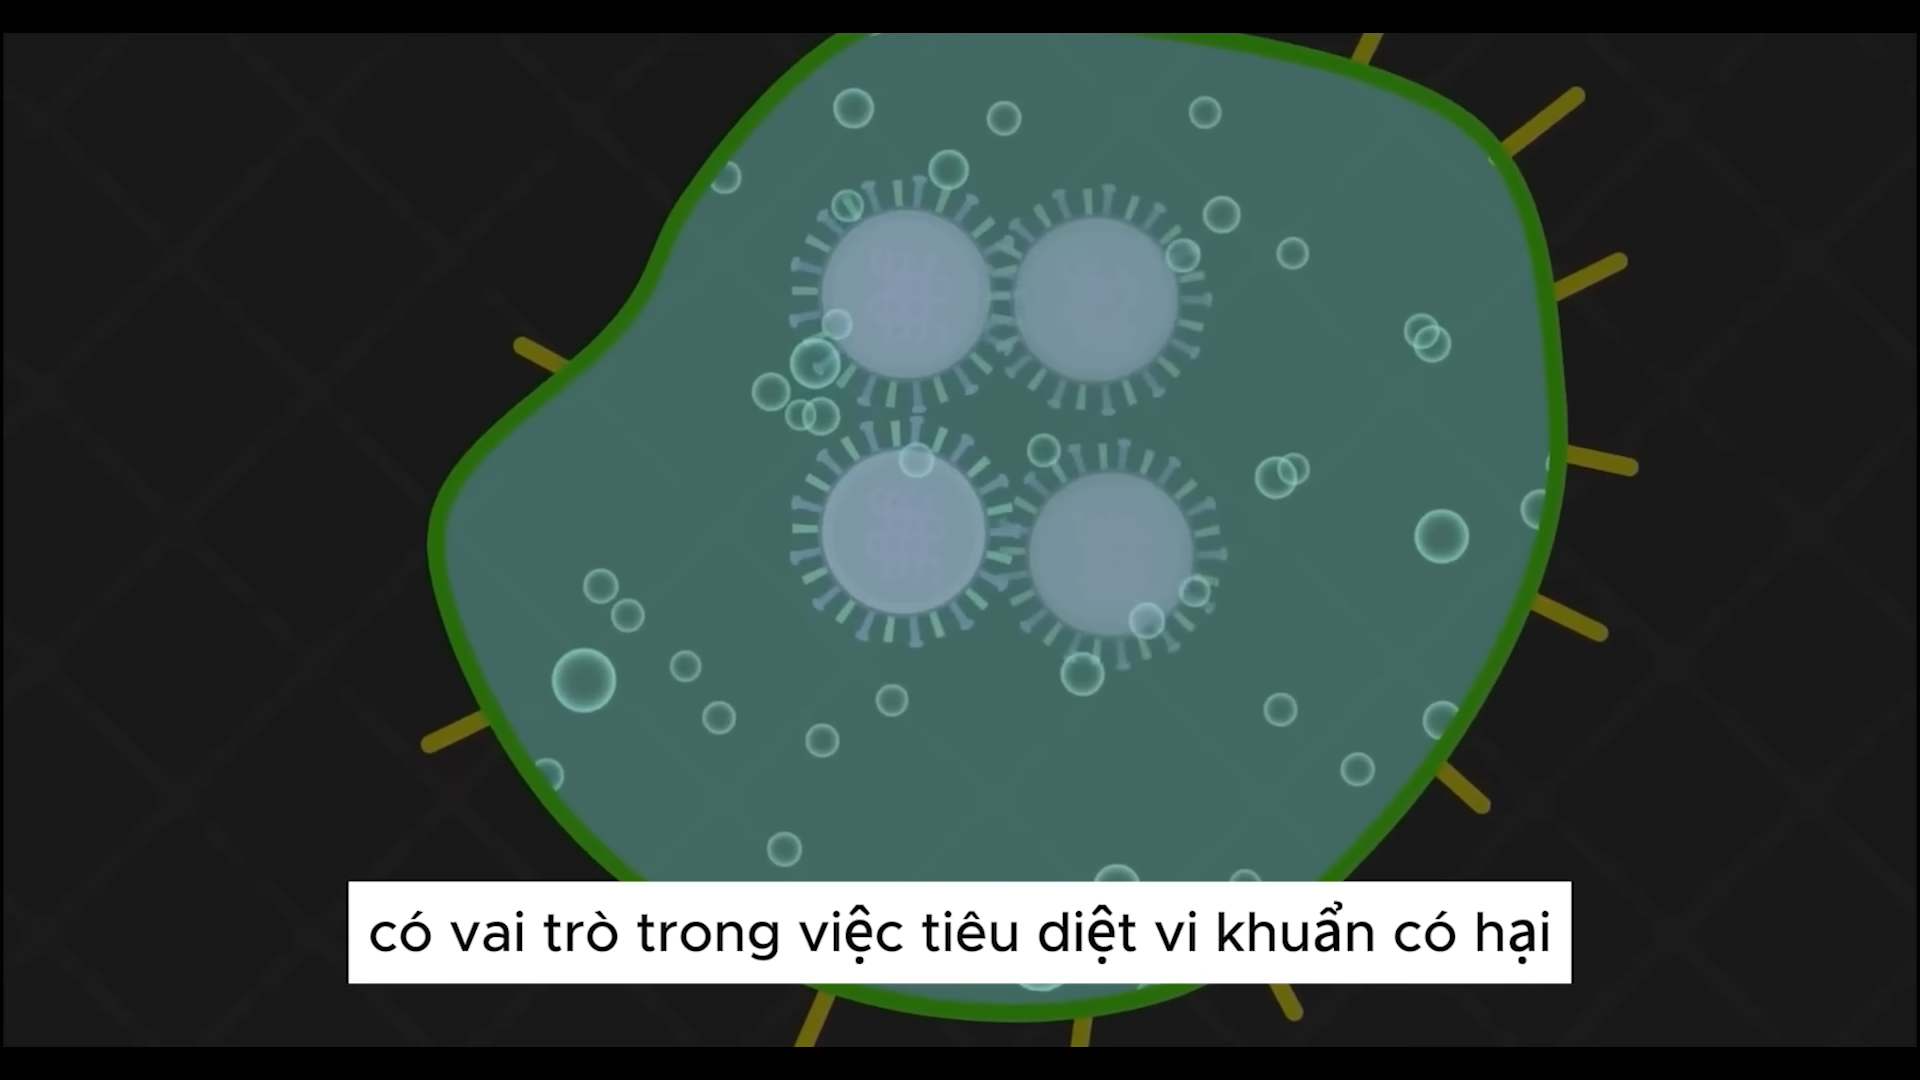 có vai trò trong việc tiêu diệt vi khuẩn có hại